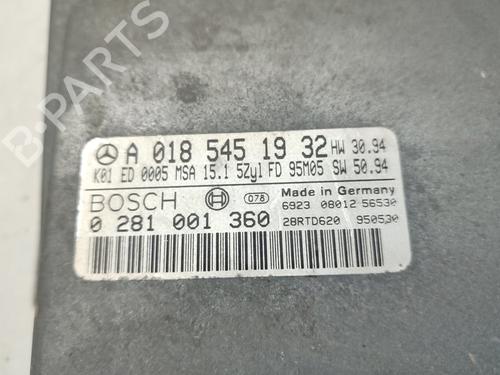 A 018 545 19 32 HW 30.94
K01 ED 0005 MSA 15.1 5Zyl FD 95M05 SW 50.94
BOSCH 078 Made in Germany
6923 08012 56530
0 281 001 360 28RTD620 950530
B-PARTS